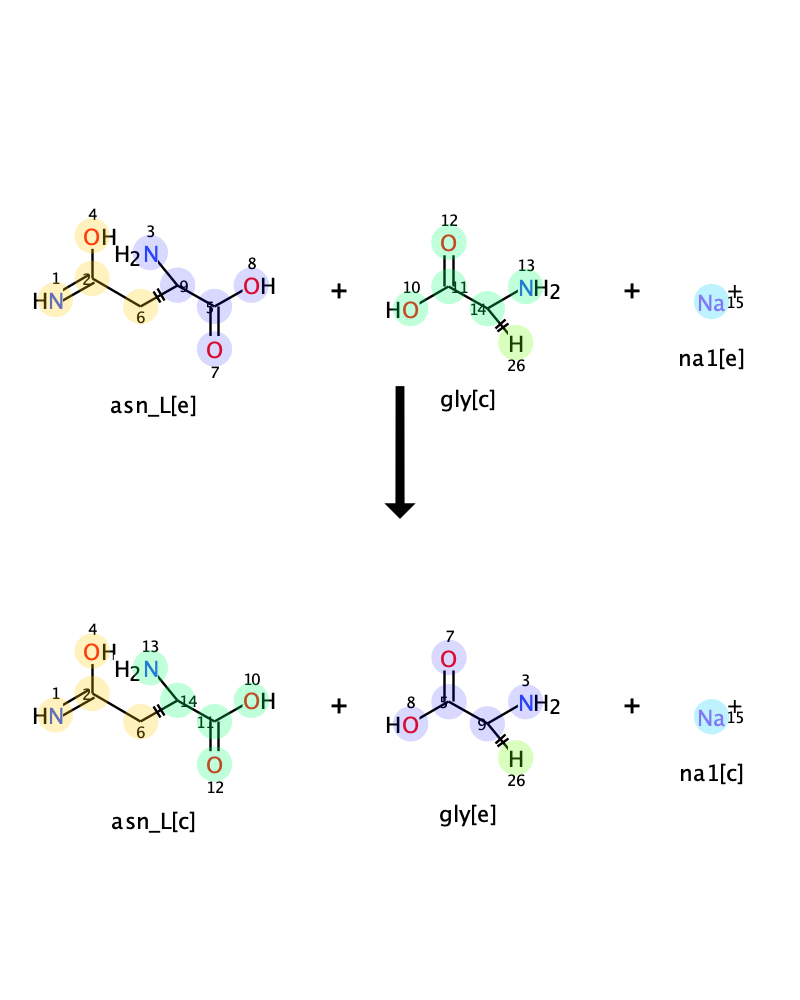 4 3 8 12 13
OH H₂N OH O NH₂
1 2 9 10 11 +
HN 5 + HO 14 + Na 15
6 O H
7 26
asn_L[e] gly[c] na1[e]
4 13 10 7 3
OH H₂N OH O NH₂
1 2 14 8 5 +
HN 11 + HO 9 + Na 15
6 O H
12 26
asn_L[c] gly[e] na1[c]